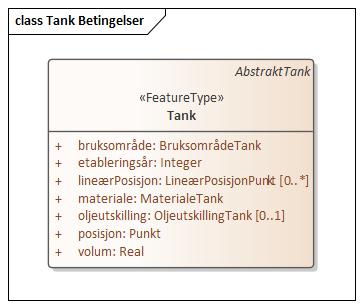 class Tank Betingelser
AbstraktTank
«FeatureType»
Tank
+ bruksområde: BruksområdeTank
+ etableringsår: Integer
+ lineærPosisjon: LineærPosisjonPunkt [0..*]
+ materiale: MaterialeTank
+ oljeutskilling: OljeutskillingTank [0..1]
+ posisjon: Punkt
+ volum: Real